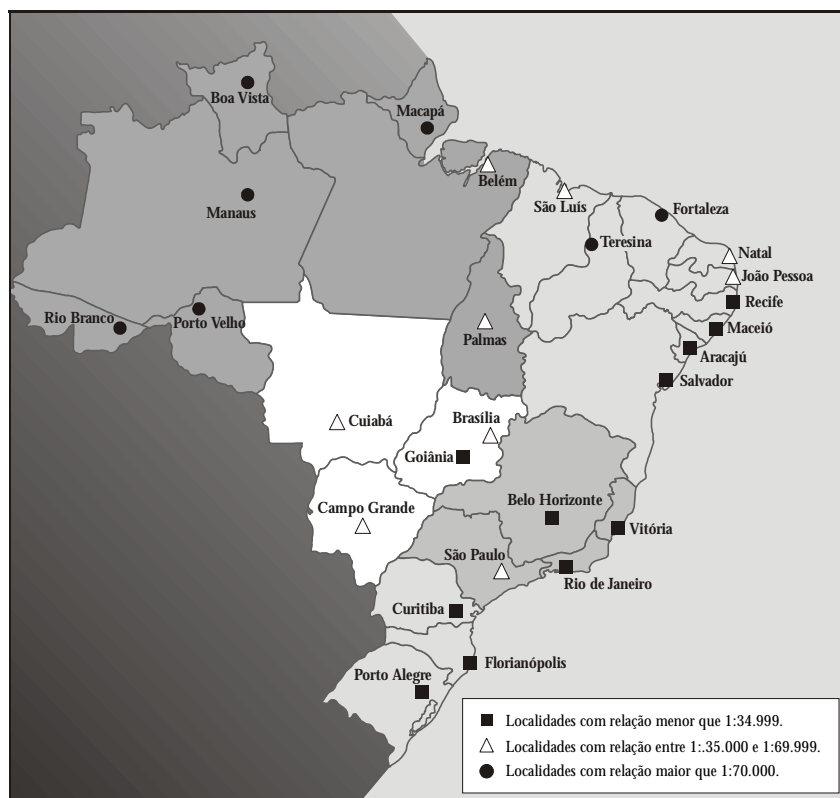 Boa Vista
Macapá
Belém
Manaus
São Luís
Fortaleza
Teresina
Natal
João Pessoa
Recife
Rio Branco
Porto Velho
Palmas
Maceió
Aracajú
Salvador
Cuiabá
Brasília
Goiânia
Campo Grande
Belo Horizonte
Vitória
São Paulo
Rio de Janeiro
Curitiba
Florianópolis
Porto Alegre
Localidades com relação menor que 1:34.999.
Localidades com relação entre 1:.35.000 e 1:69.999.
Localidades com relação maior que 1:70.000.